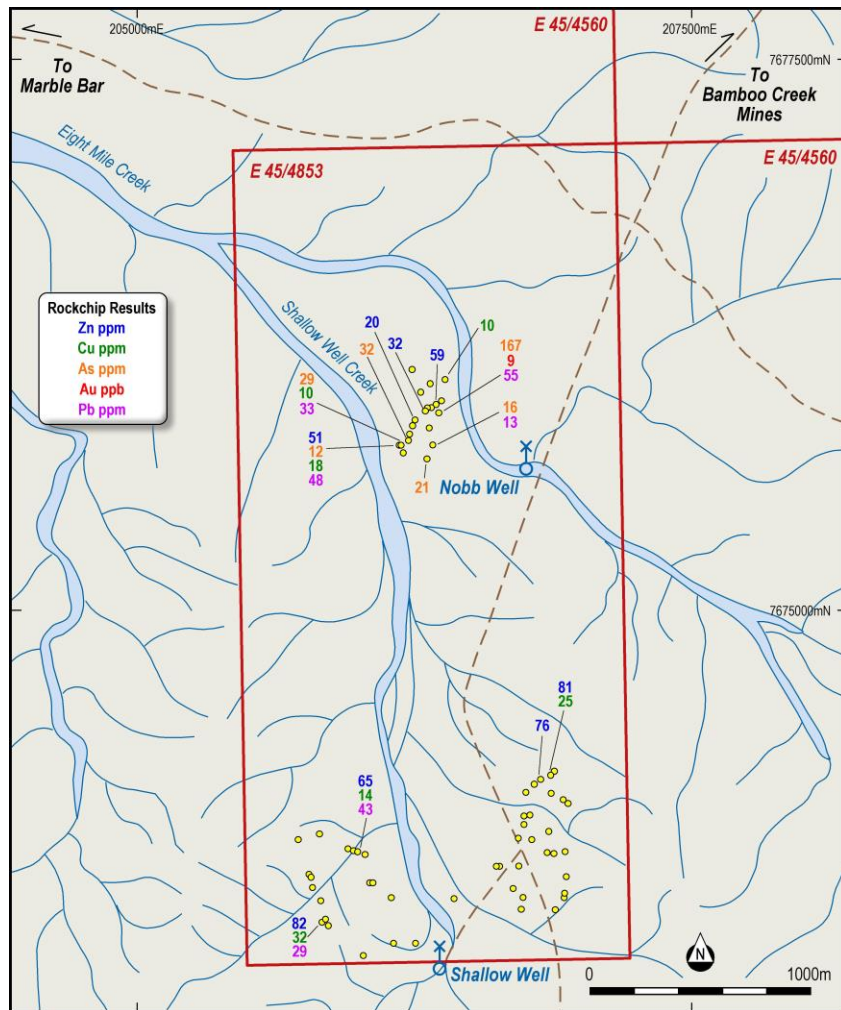 205000mE
207500mE
E 45/4560
7677500mN
To
Marble Bar
To
Bamboo Creek
Mines
Eight Mile Creek
E 45/4853
E 45/4560
Rockchip Results
Zn ppm
Cu ppm
As ppm
Au ppb
Pb ppm
Shallow Well Creek
20
32
32
59
10
167
9
55
29
10
33
16
13
51
12
18
48
21
Nobb Well
7675000mN
81
25
76
65
14
43
82
32
29
Shallow Well
N
0
1000m